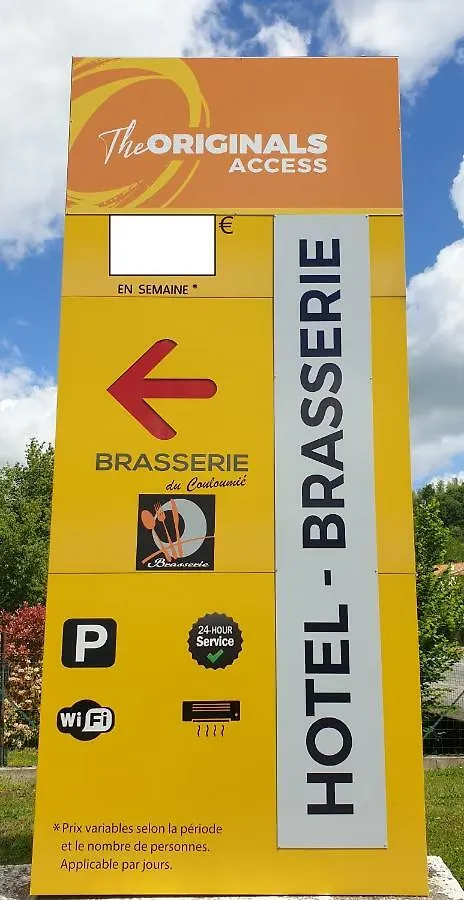 The ORIGINALS
ACCESS
€
EN SEMAINE *
BRASSERIE
du Couloumié
Brasserie
HOTEL - BRASSERIE
P
24-HOUR
Service
WiFi
* Prix variables selon la période
et le nombre de personnes.
Applicable par jours.